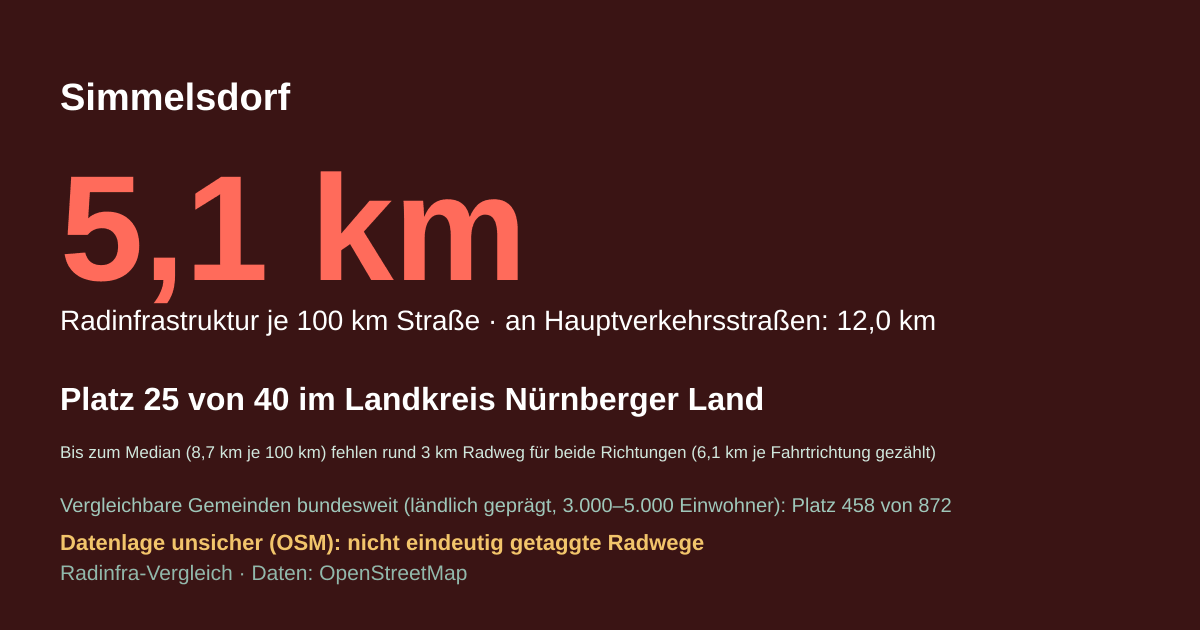 Simmelsdorf
5,1 km
Radinfrastruktur je 100 km Straße · an Hauptverkehrsstraßen: 12,0 km
Platz 25 von 40 im Landkreis Nürnberger Land
Bis zum Median (8,7 km je 100 km) fehlen rund 3 km Radweg für beide Richtungen (6,1 km je Fahrtrichtung gezählt)
Vergleichbare Gemeinden bundesweit (ländlich geprägt, 3.000–5.000 Einwohner): Platz 458 von 872
Datenlage unsicher (OSM): nicht eindeutig getaggte Radwege
Radinfra-Vergleich · Daten: OpenStreetMap